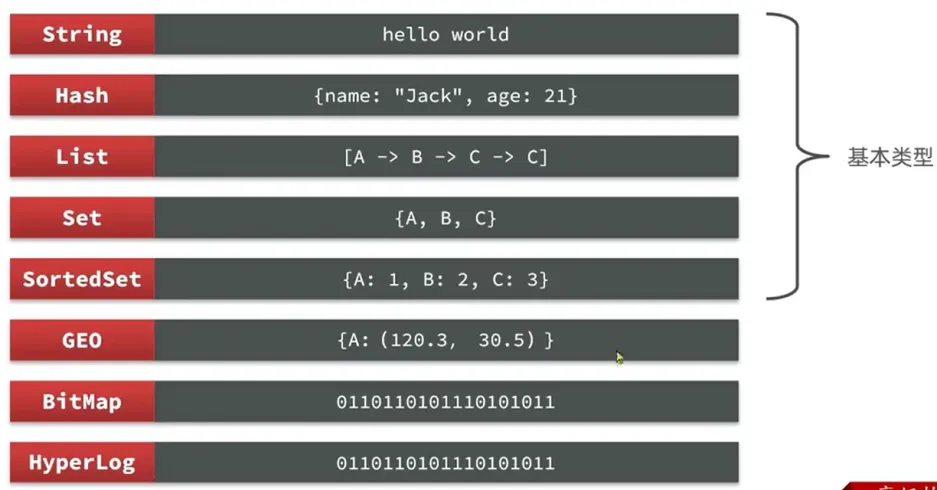 String hello world
Hash {name: "Jack", age: 21}
List [A -> B -> C -> C]
基本类型
Set {A, B, C}
SortedSet {A: 1, B: 2, C: 3}
GEO {A: (120.3, 30.5) }
BitMap 0110110101110101011
HyperLog 0110110101110101011